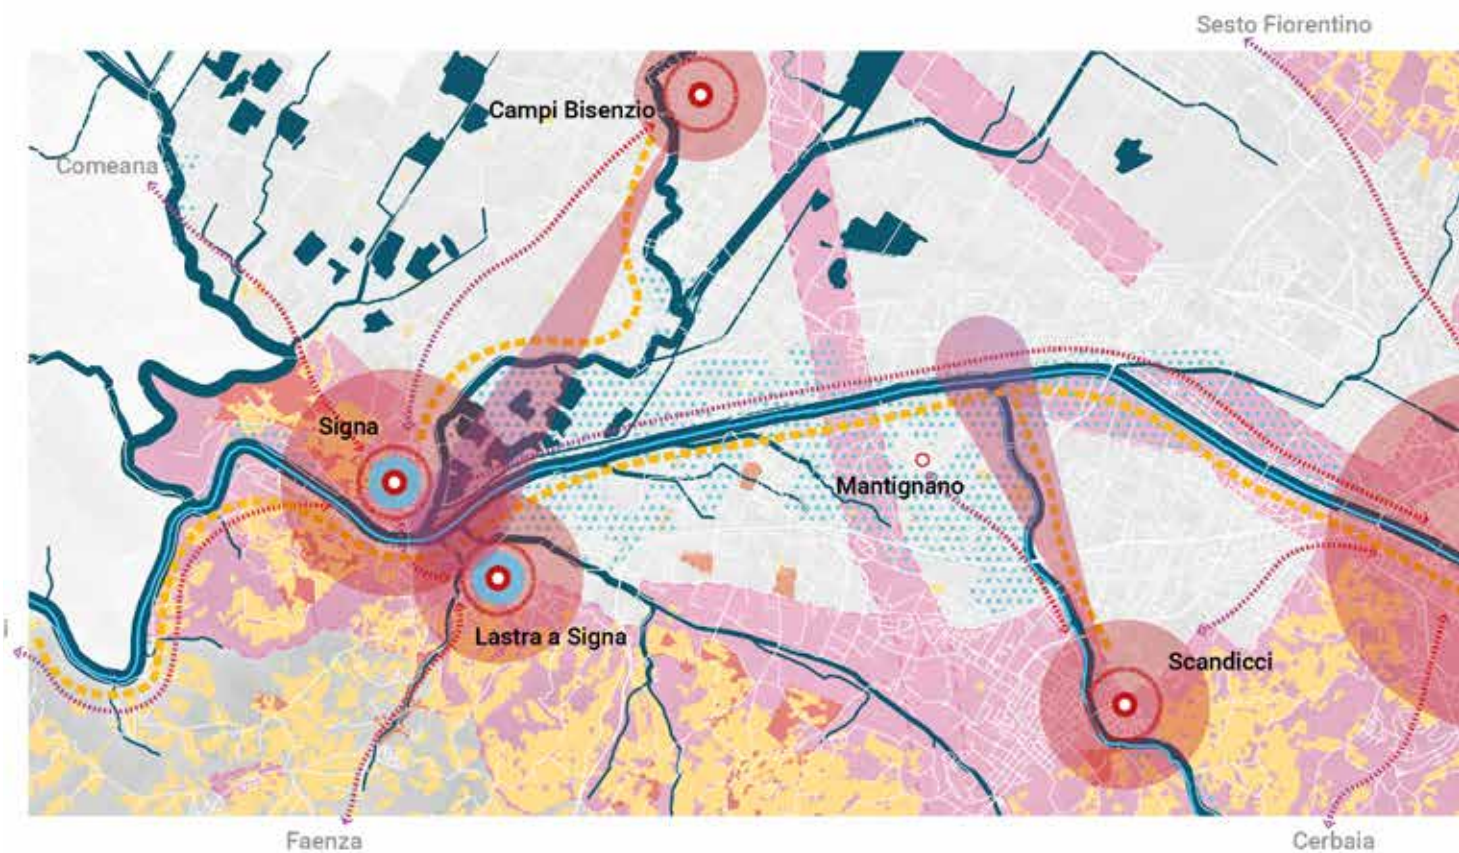 Sesto Fiorentino
Campi Bisenzio
Comeana
Signa
Mantignano
Lastra a Signa
Scandicci
Faenza
Cerbaia